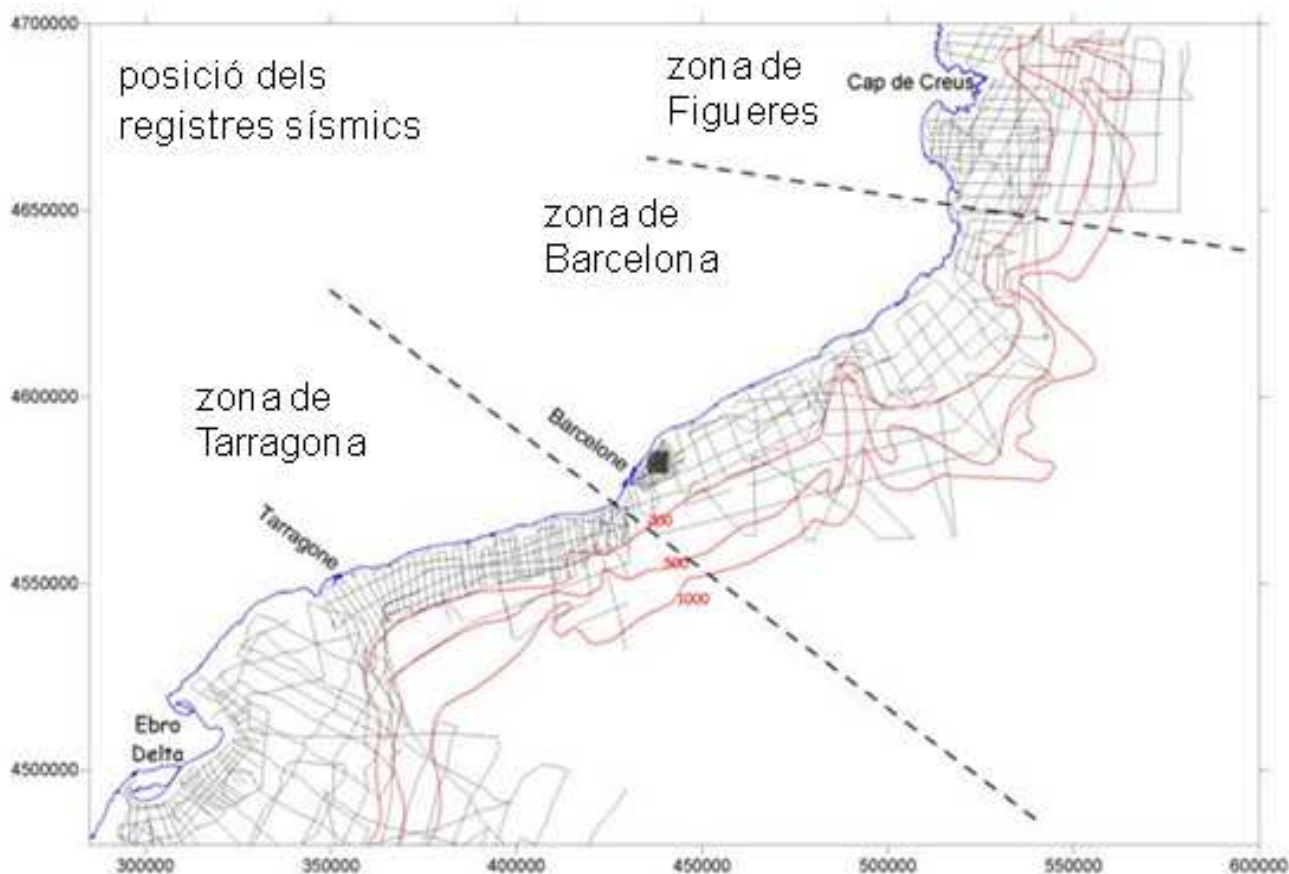 4700000
posició dels
registres sísmics
zona de
Figueres
Cap de Creus
4650000
zona de
Barcelona
4600000
zona de
Tarragona
Barcelone
Tarragone
200
500
1000
4550000
Ebro
Delta
4500000
300000 350000 400000 450000 500000 550000 600000